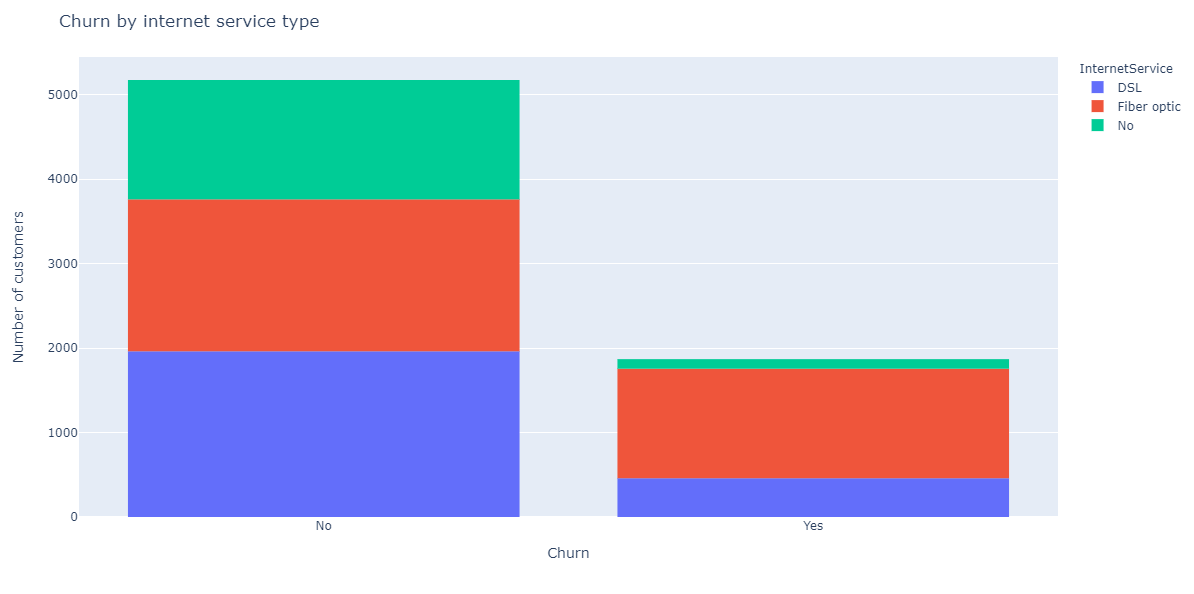 Churn by internet service type
InternetService
DSL
Fiber optic
No
Number of customers
5000
4000
3000
2000
1000
0
No
Yes
Churn